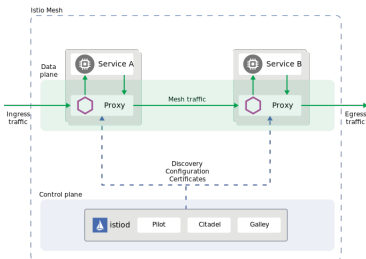 Istio Mesh
Data
plane
Service A
Service B
Proxy
Mesh traffic
Proxy
Ingress
traffic
Egress
traffic
Discovery
Configuration
Certificates
Control plane
istiod
Pilot
Citadel
Galley